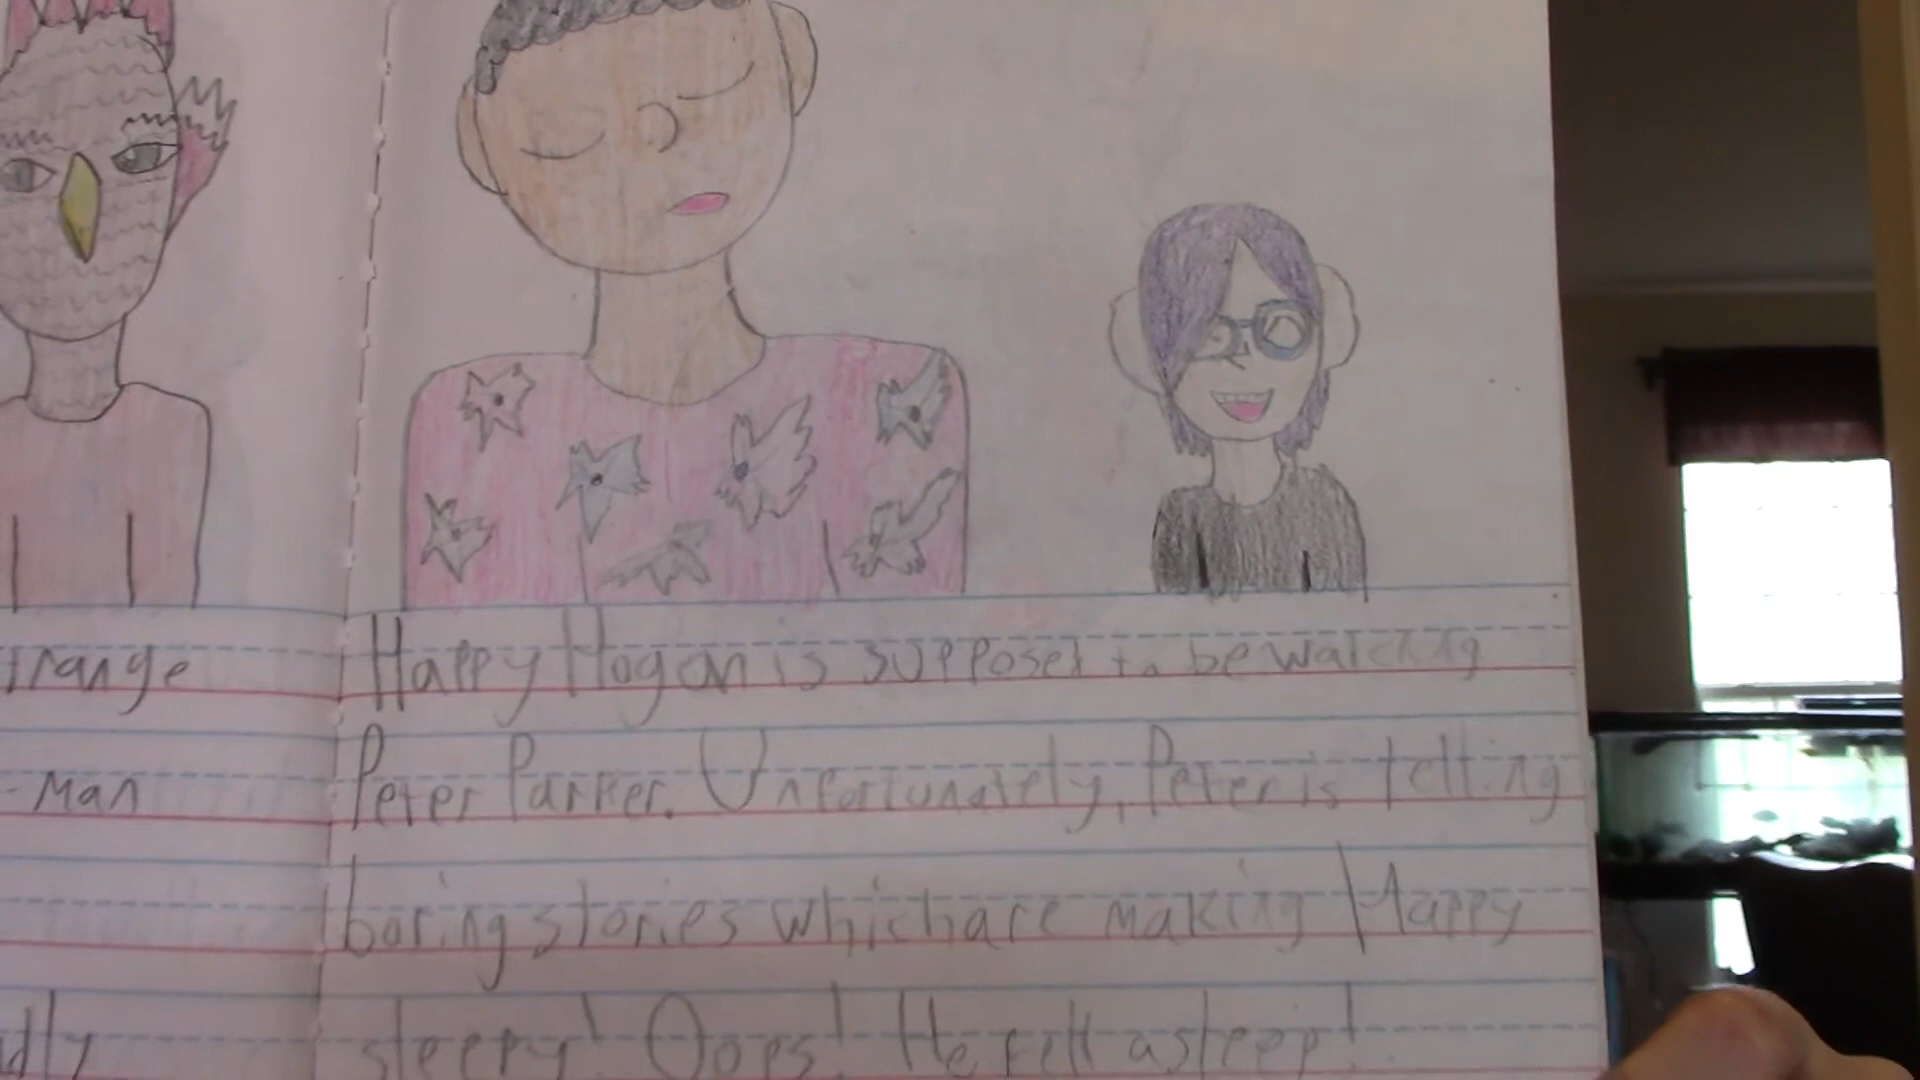 trange
-Man
dly
Happy Hogan is supposed to be watching
Peter Parker. Unfortunately, Peter is telling
boring stories which are making Happy
sleepy! Oops! He fell asleep!